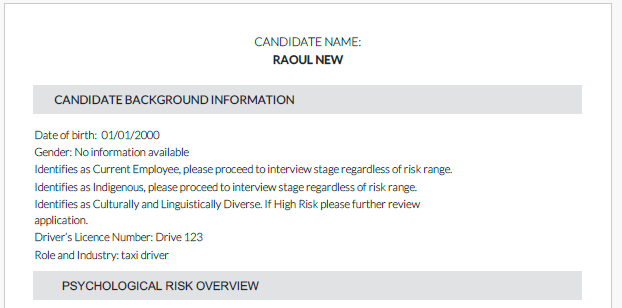 CANDIDATE NAME:
RAOUL NEW
CANDIDATE BACKGROUND INFORMATION
Date of birth: 01/01/2000
Gender: No information available
Identifies as Current Employee, please proceed to interview stage regardless of risk range.
Identifies as Indigenous, please proceed to interview stage regardless of risk range.
Identifies as Culturally and Linguistically Diverse. If High Risk please further review
application.
Driver's Licence Number: Drive 123
Role and Industry: taxi driver
PSYCHOLOGICAL RISK OVERVIEW